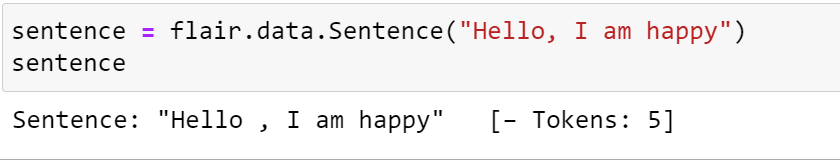 sentence = flair.data.Sentence("Hello, I am happy")
sentence
Sentence: "Hello , I am happy"   [− Tokens: 5]